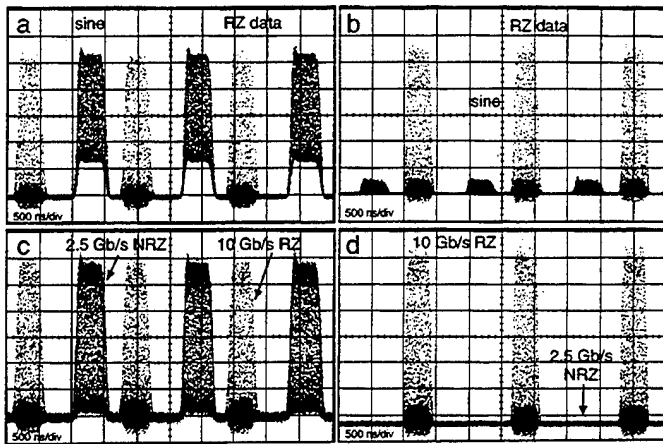 a
sine
RZ data
500 ns/div
b
RZ data
sine
500 ns/div
c
2.5 Gb/s NRZ
10 Gb/s RZ
500 ns/div
d
10 Gb/s RZ
2.5 Gb/s
NRZ
500 ns/div